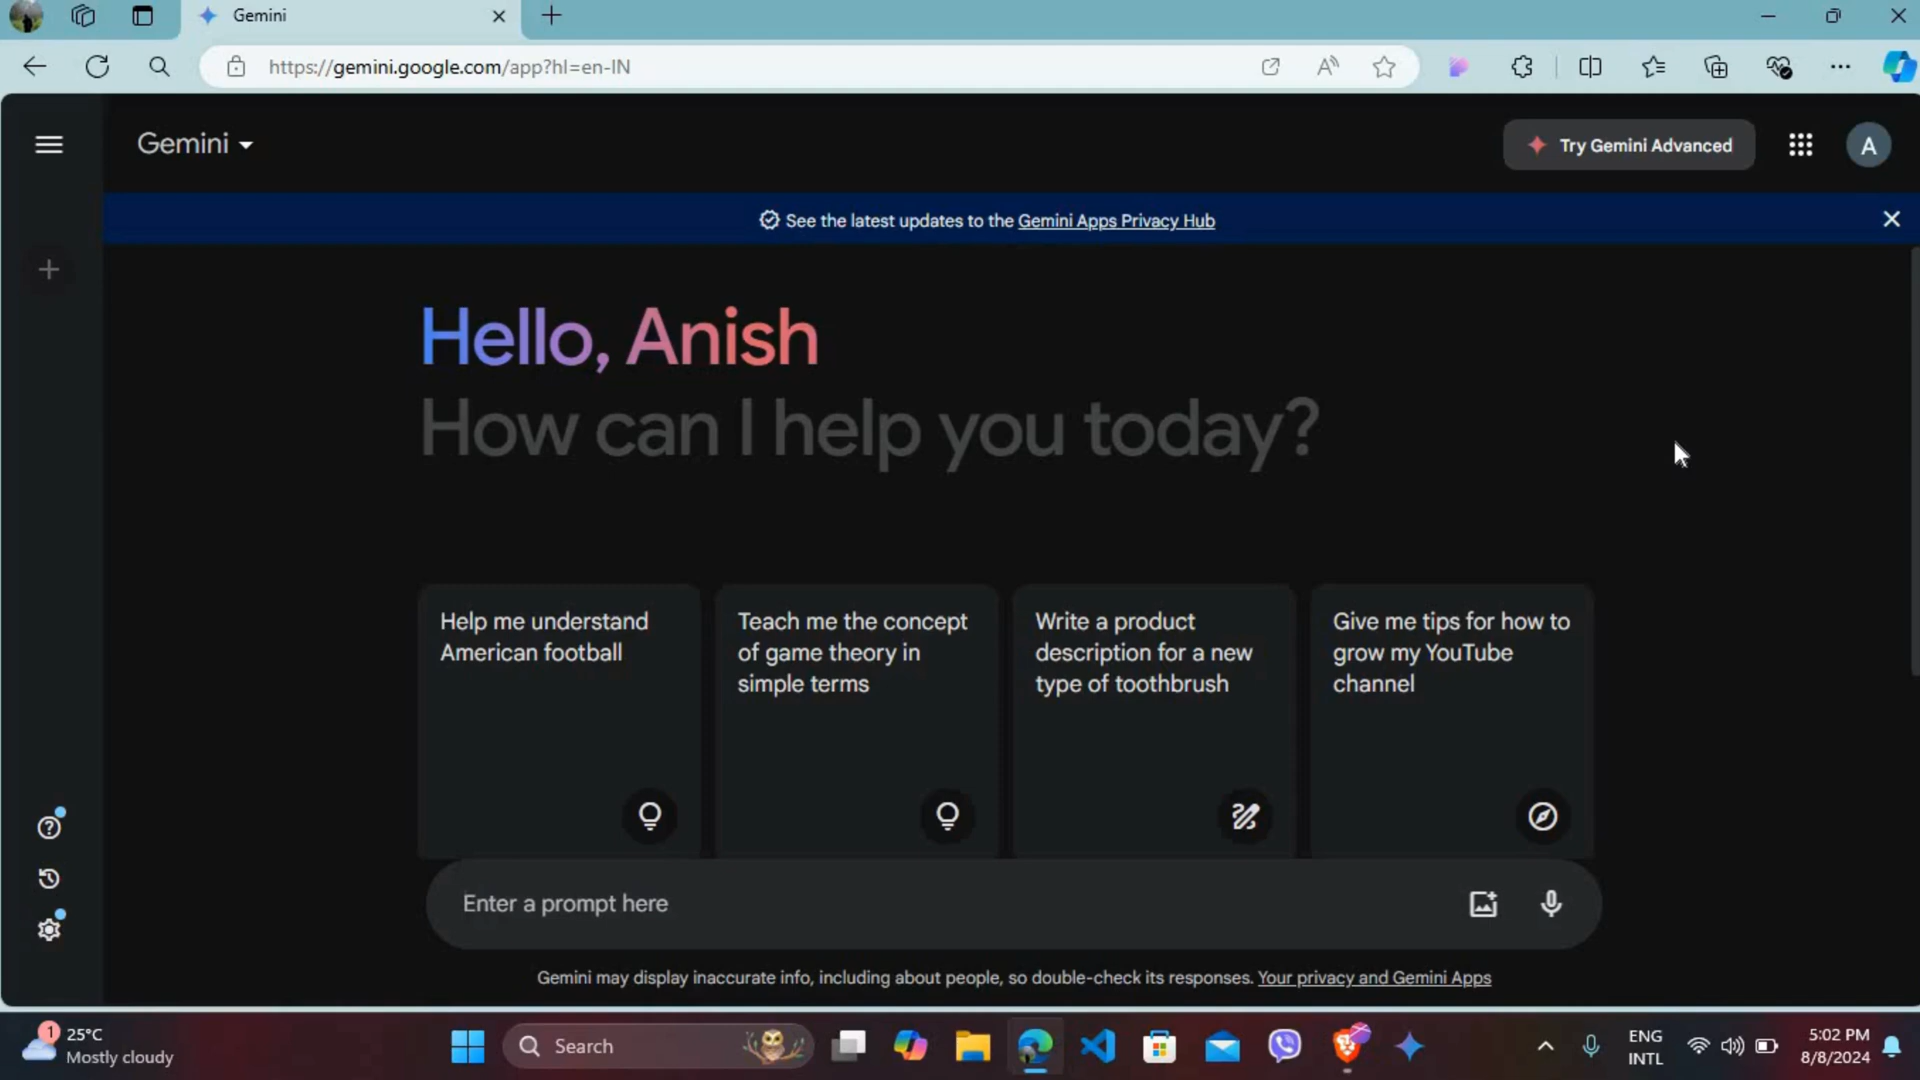 Gemini
https://gemini.google.com/app?hl=en-IN
Gemini
Try Gemini Advanced
A
See the latest updates to the Gemini Apps Privacy Hub
Hello, Anish
How can I help you today?
Help me understand
American football
Teach me the concept
of game theory in
simple terms
Write a product
description for a new
type of toothbrush
Give me tips for how to
grow my YouTube
channel
Enter a prompt here
Gemini may display inaccurate info, including about people, so double-check its responses. Your privacy and Gemini Apps
1
25°C
Mostly cloudy
Search
ENG
INTL
5:02 PM
8/8/2024